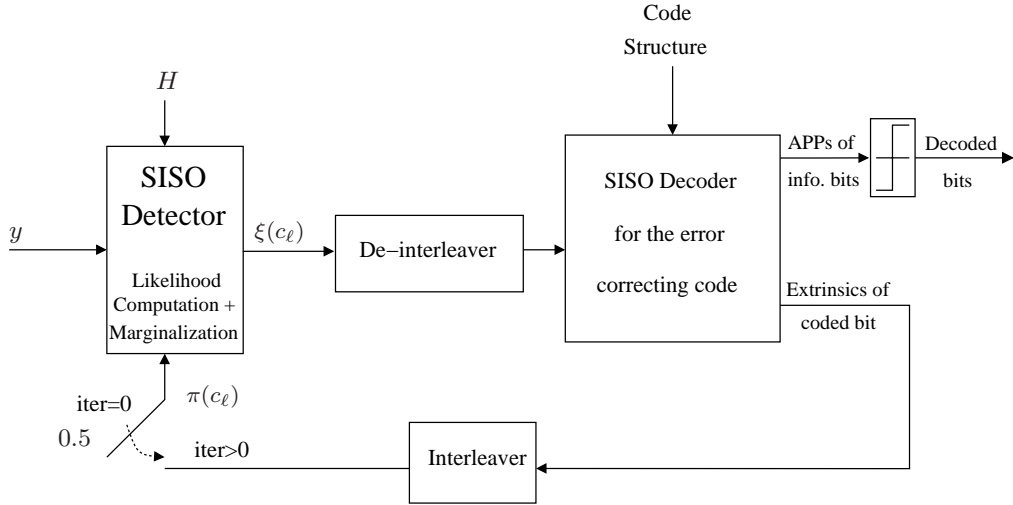 Code
Structure
H
SISO
Detector
Likelihood
Computation +
Marginalization
y
ξ(c_ℓ)
De−interleaver
SISO Decoder
for the error
correcting code
APPs of
info. bits
Decoded
bits
Extrinsics of
coded bit
π(c_ℓ)
iter=0
0.5
iter>0
Interleaver